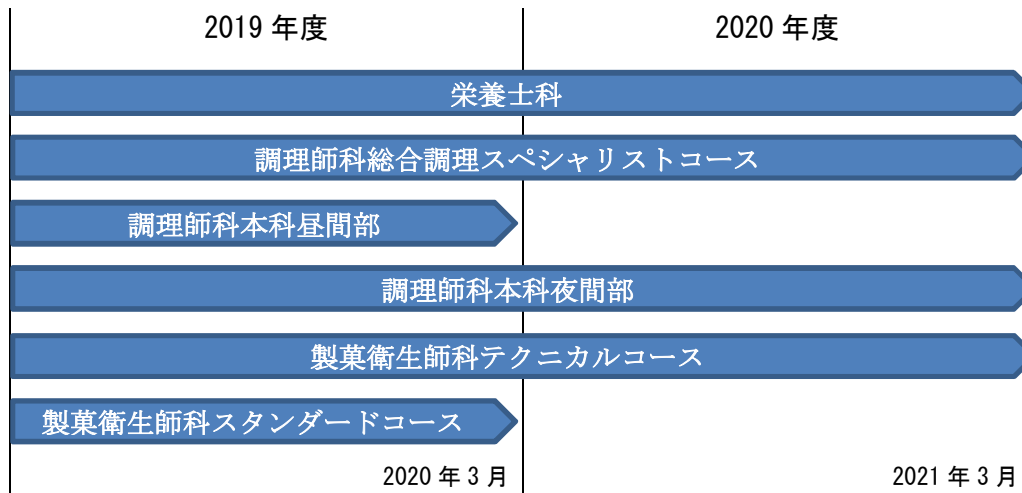 2019 年度
2020 年度
栄養士科
調理師科総合調理スペシャリストコース
調理師科本科昼間部
調理師科本科夜間部
製菓衛生師科テクニカルコース
製菓衛生師科スタンダードコース
2020 年 3 月
2021 年 3 月